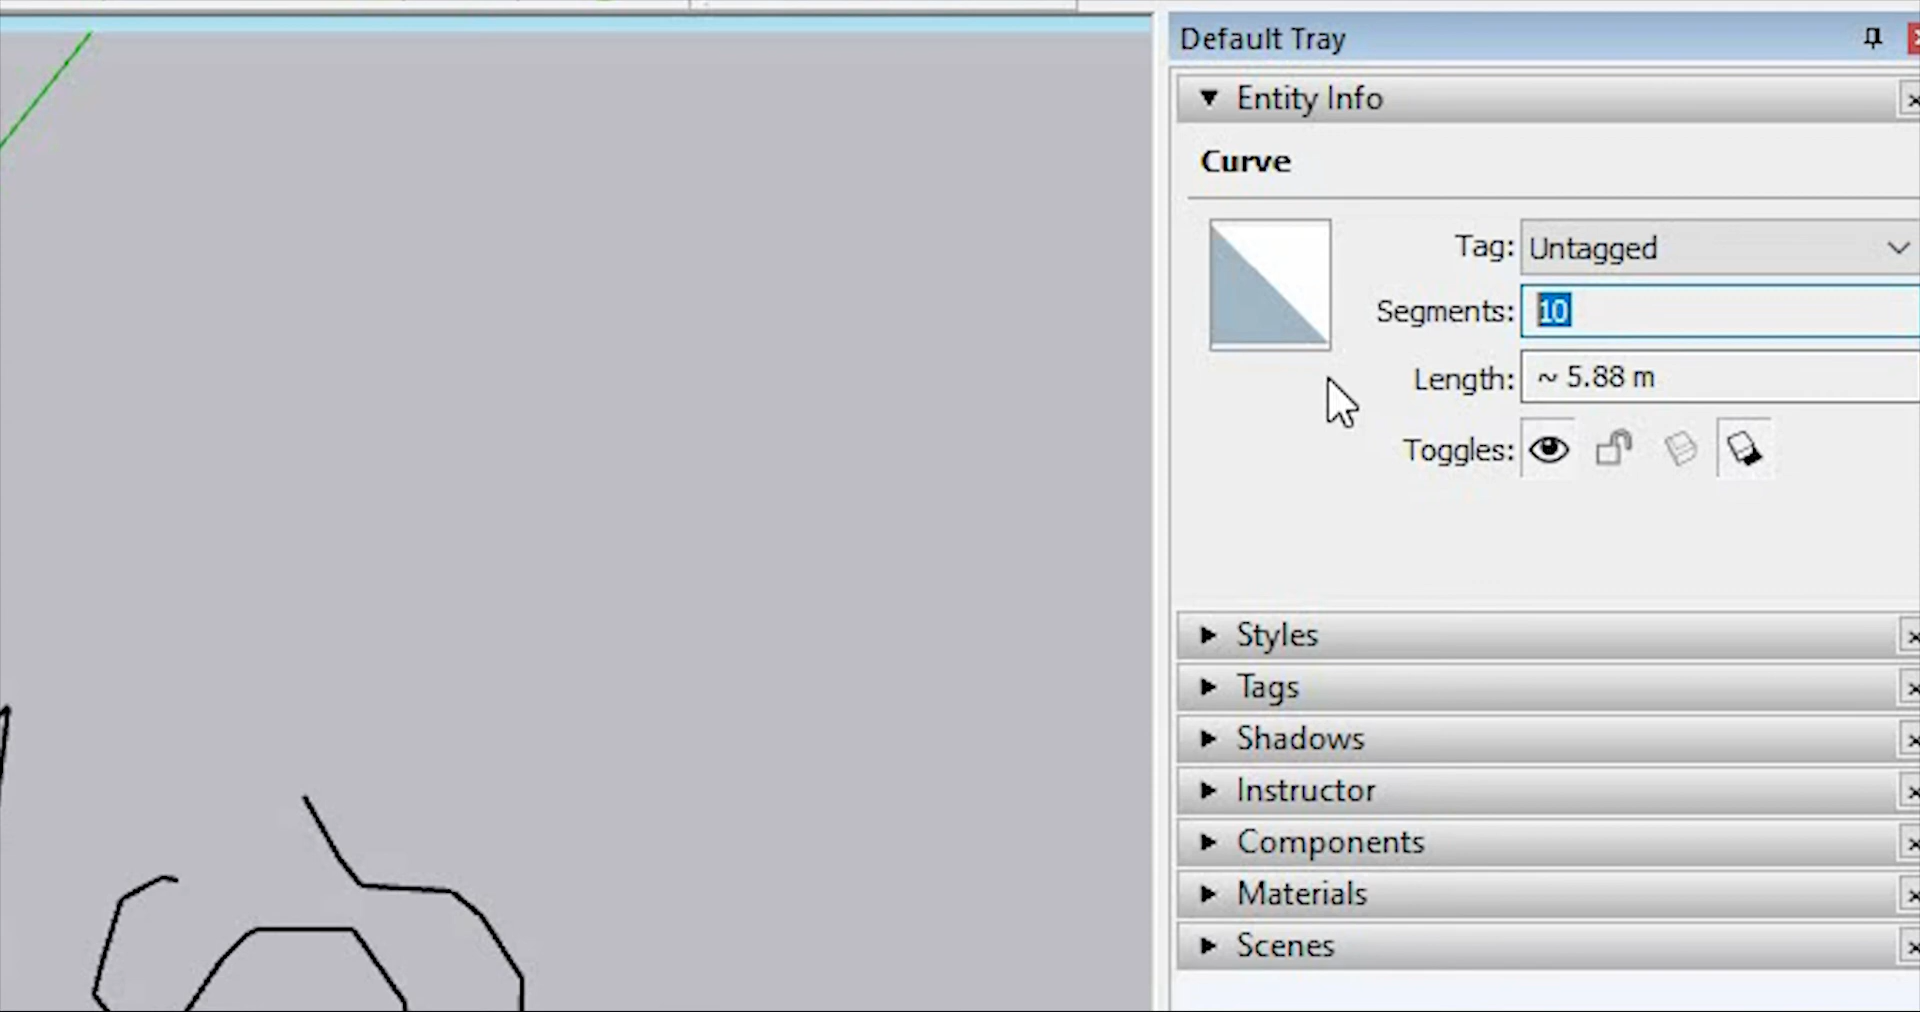 Default Tray
Entity Info
Curve
Tag: Untagged
Segments: 10
Length: ~ 5.88 m
Toggles:
Styles
Tags
Shadows
Instructor
Components
Materials
Scenes